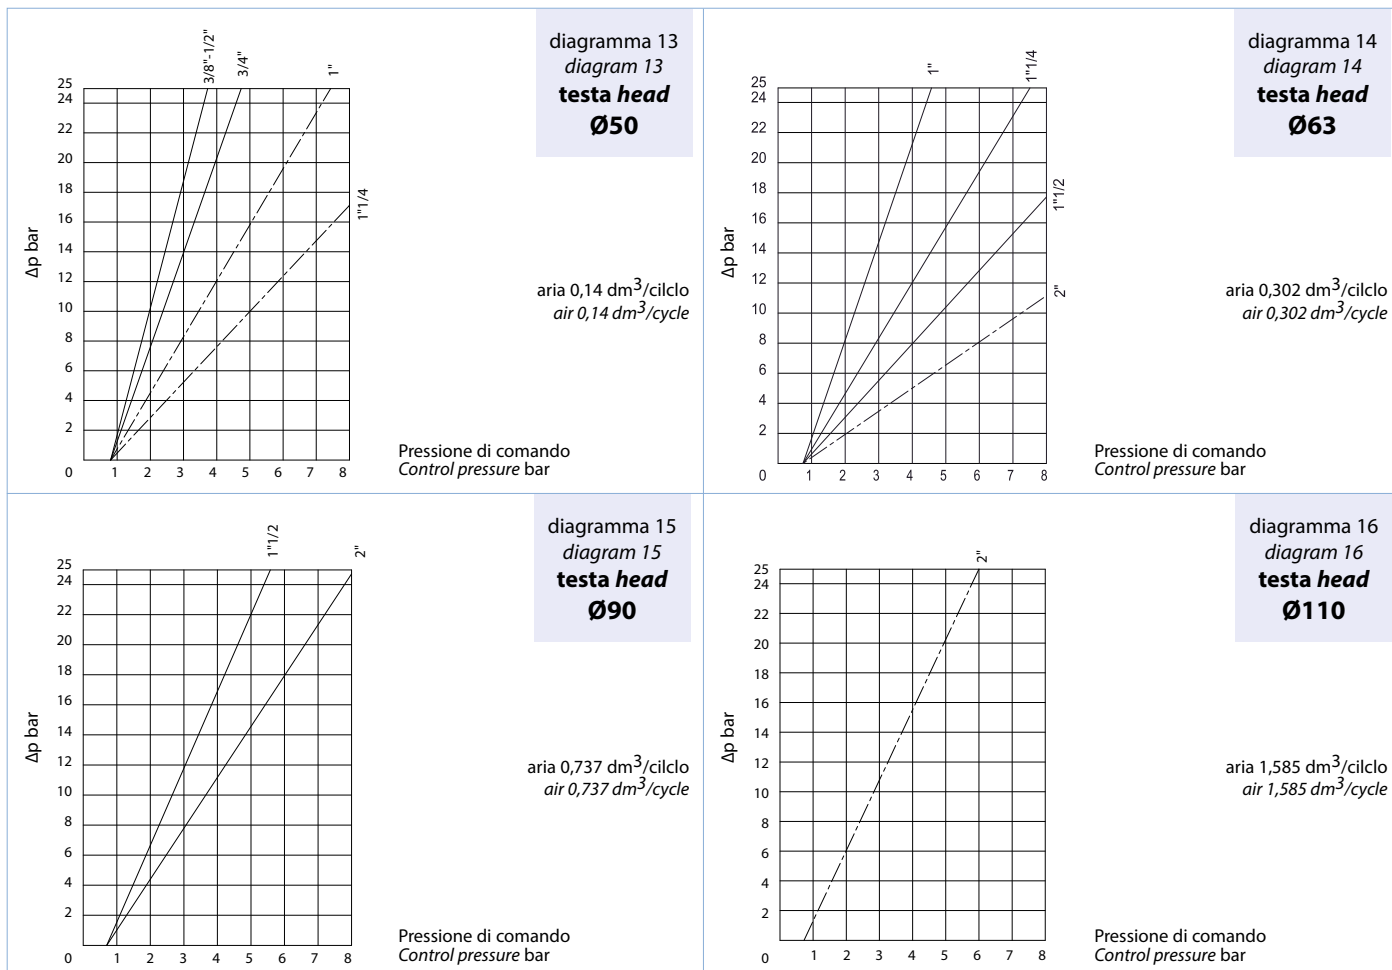 diagramma 13
diagram 13
testa head
Ø50
3/8"-1/2"
3/4"
1"
1"1/4
25
24
22
20
18
16
14
12
10
8
6
4
2
0 1 2 3 4 5 6 7 8
Δp bar
aria 0,14 dm³/cilclo
air 0,14 dm³/cycle
Pressione di comando
Control pressure bar
diagramma 14
diagram 14
testa head
Ø63
1"
1"1/4
1"1/2
2"
25
24
22
20
18
16
14
12
10
8
6
4
2
0 1 2 3 4 5 6 7 8
Δp bar
aria 0,302 dm³/cilclo
air 0,302 dm³/cycle
Pressione di comando
Control pressure bar
diagramma 15
diagram 15
testa head
Ø90
1"1/2
2"
25
24
22
20
18
16
14
12
10
8
6
4
2
0 1 2 3 4 5 6 7 8
Δp bar
aria 0,737 dm³/cilclo
air 0,737 dm³/cycle
Pressione di comando
Control pressure bar
diagramma 16
diagram 16
testa head
Ø110
2"
25
24
22
20
18
16
14
12
10
8
6
4
2
0 1 2 3 4 5 6 7 8
Δp bar
aria 1,585 dm³/cilclo
air 1,585 dm³/cycle
Pressione di comando
Control pressure bar